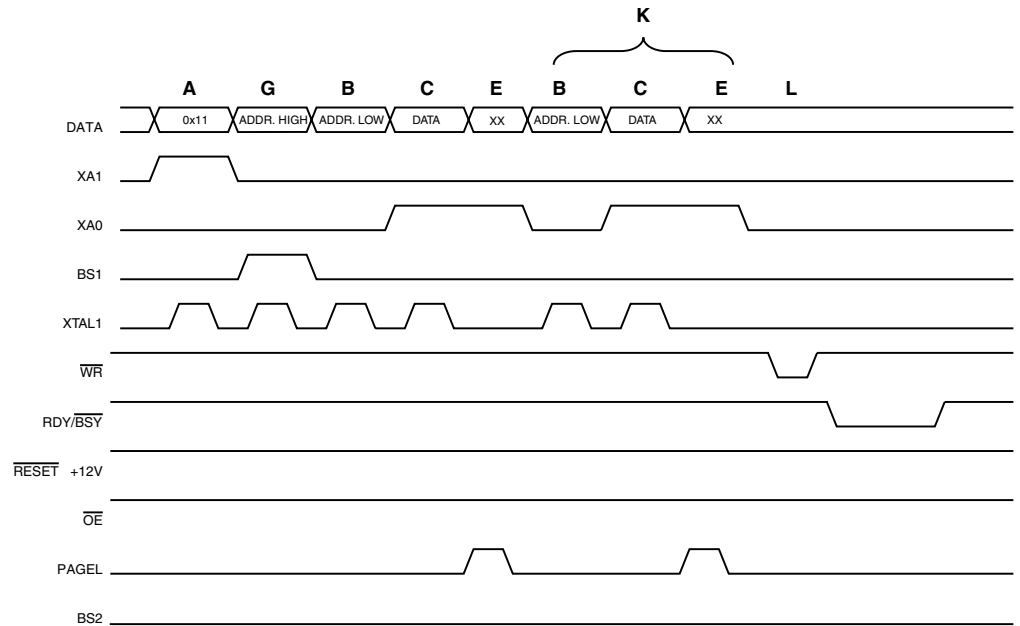 K
A G B C E B C E L
DATA 0x11 ADDR. HIGH ADDR. LOW DATA XX ADDR. LOW DATA XX
XA1
XA0
BS1
XTAL1
WR
RDY/BSY
RESET +12V
OE
PAGEL
BS2